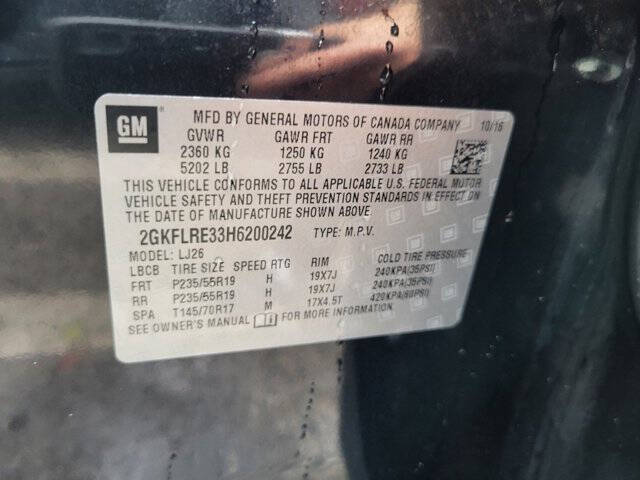 GM ®
MFD BY GENERAL MOTORS OF CANADA COMPANY 10/16
GVWR GAWR FRT GAWR RR
2360 KG 1250 KG 1240 KG
5202 LB 2755 LB 2733 LB
THIS VEHICLE CONFORMS TO ALL APPLICABLE U.S. FEDERAL MOTOR
VEHICLE SAFETY AND THEFT PREVENTION STANDARDS IN EFFECT ON THE
DATE OF MANUFACTURE SHOWN ABOVE.
2GKFLRE33H6200242 TYPE: M.P.V.
MODEL: LJ26
LBCB TIRE SIZE SPEED RTG RIM COLD TIRE PRESSURE
FRT P235/55R19 H 19X7J 240KPA(35PSI)
RR P235/55R19 H 19X7J 240KPA(35PSI)
SPA T145/70R17 M 17X4.5T 420KPA(60PSI)
SEE OWNER'S MANUAL FOR MORE INFORMATION.